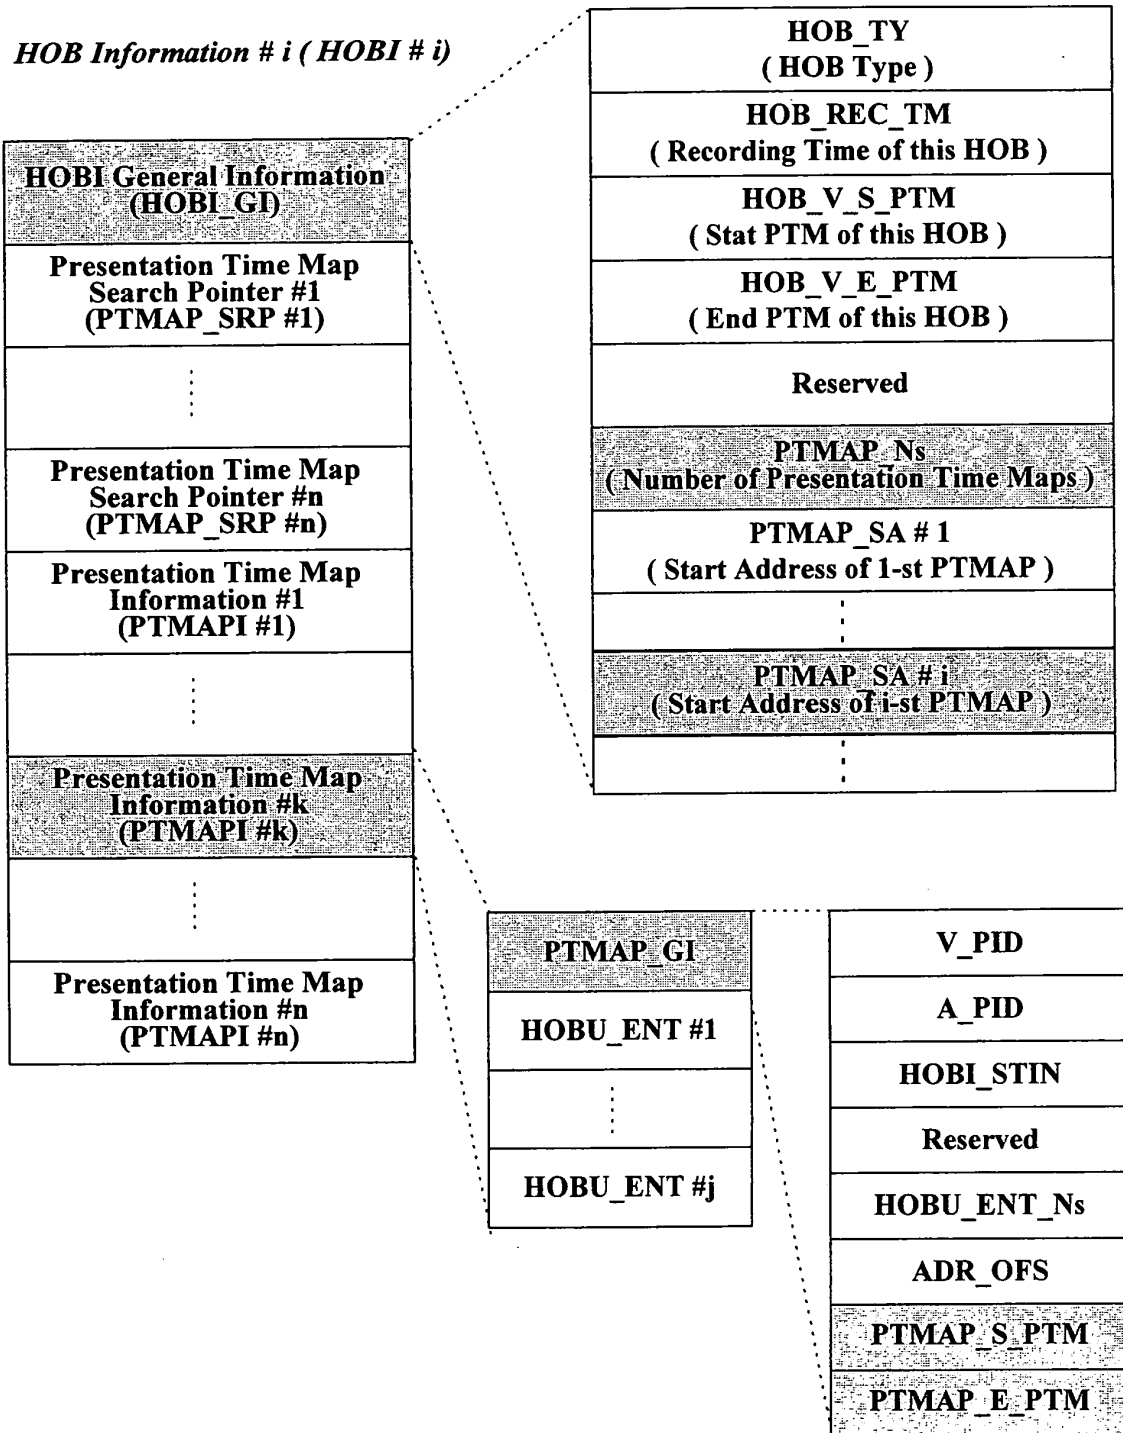 HOB Information # i ( HOBI # i)
HOBI General Information
(HOBI_GI)
Presentation Time Map
Search Pointer #1
(PTMAP_SRP #1)
Presentation Time Map
Search Pointer #n
(PTMAP_SRP #n)
Presentation Time Map
Information #1
(PTMAPI #1)
Presentation Time Map
Information #k
(PTMAPI #k)
Presentation Time Map
Information #n
(PTMAPI #n)
HOB_TY
( HOB Type )
HOB_REC_TM
( Recording Time of this HOB )
HOB_V_S_PTM
( Stat PTM of this HOB )
HOB_V_E_PTM
( End PTM of this HOB )
Reserved
PTMAP_Ns
( Number of Presentation Time Maps )
PTMAP_SA # 1
( Start Address of 1-st PTMAP )
PTMAP_SA # i
( Start Address of i-st PTMAP )
PTMAP_GI
HOBU_ENT #1
HOBU_ENT #j
V_PID
A_PID
HOBI_STIN
Reserved
HOBU_ENT_Ns
ADR_OFS
PTMAP_S_PTM
PTMAP_E_PTM